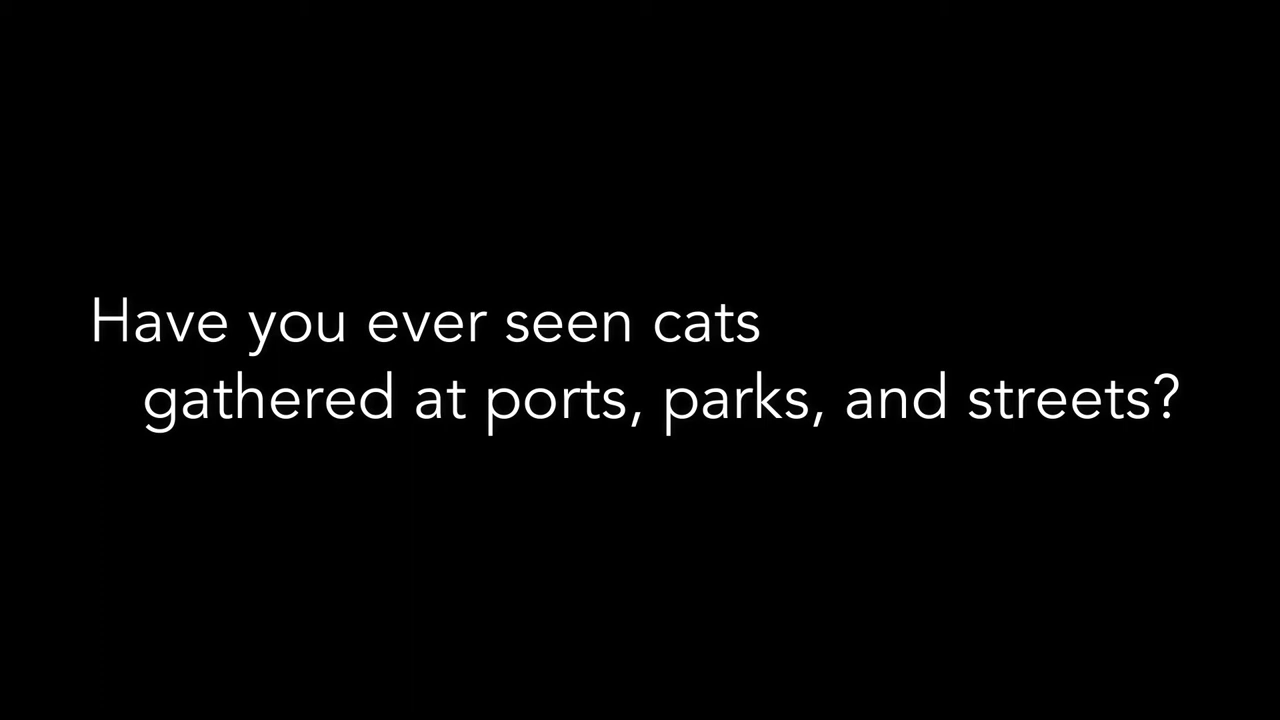 Have you ever seen cats
gathered at ports, parks, and streets?